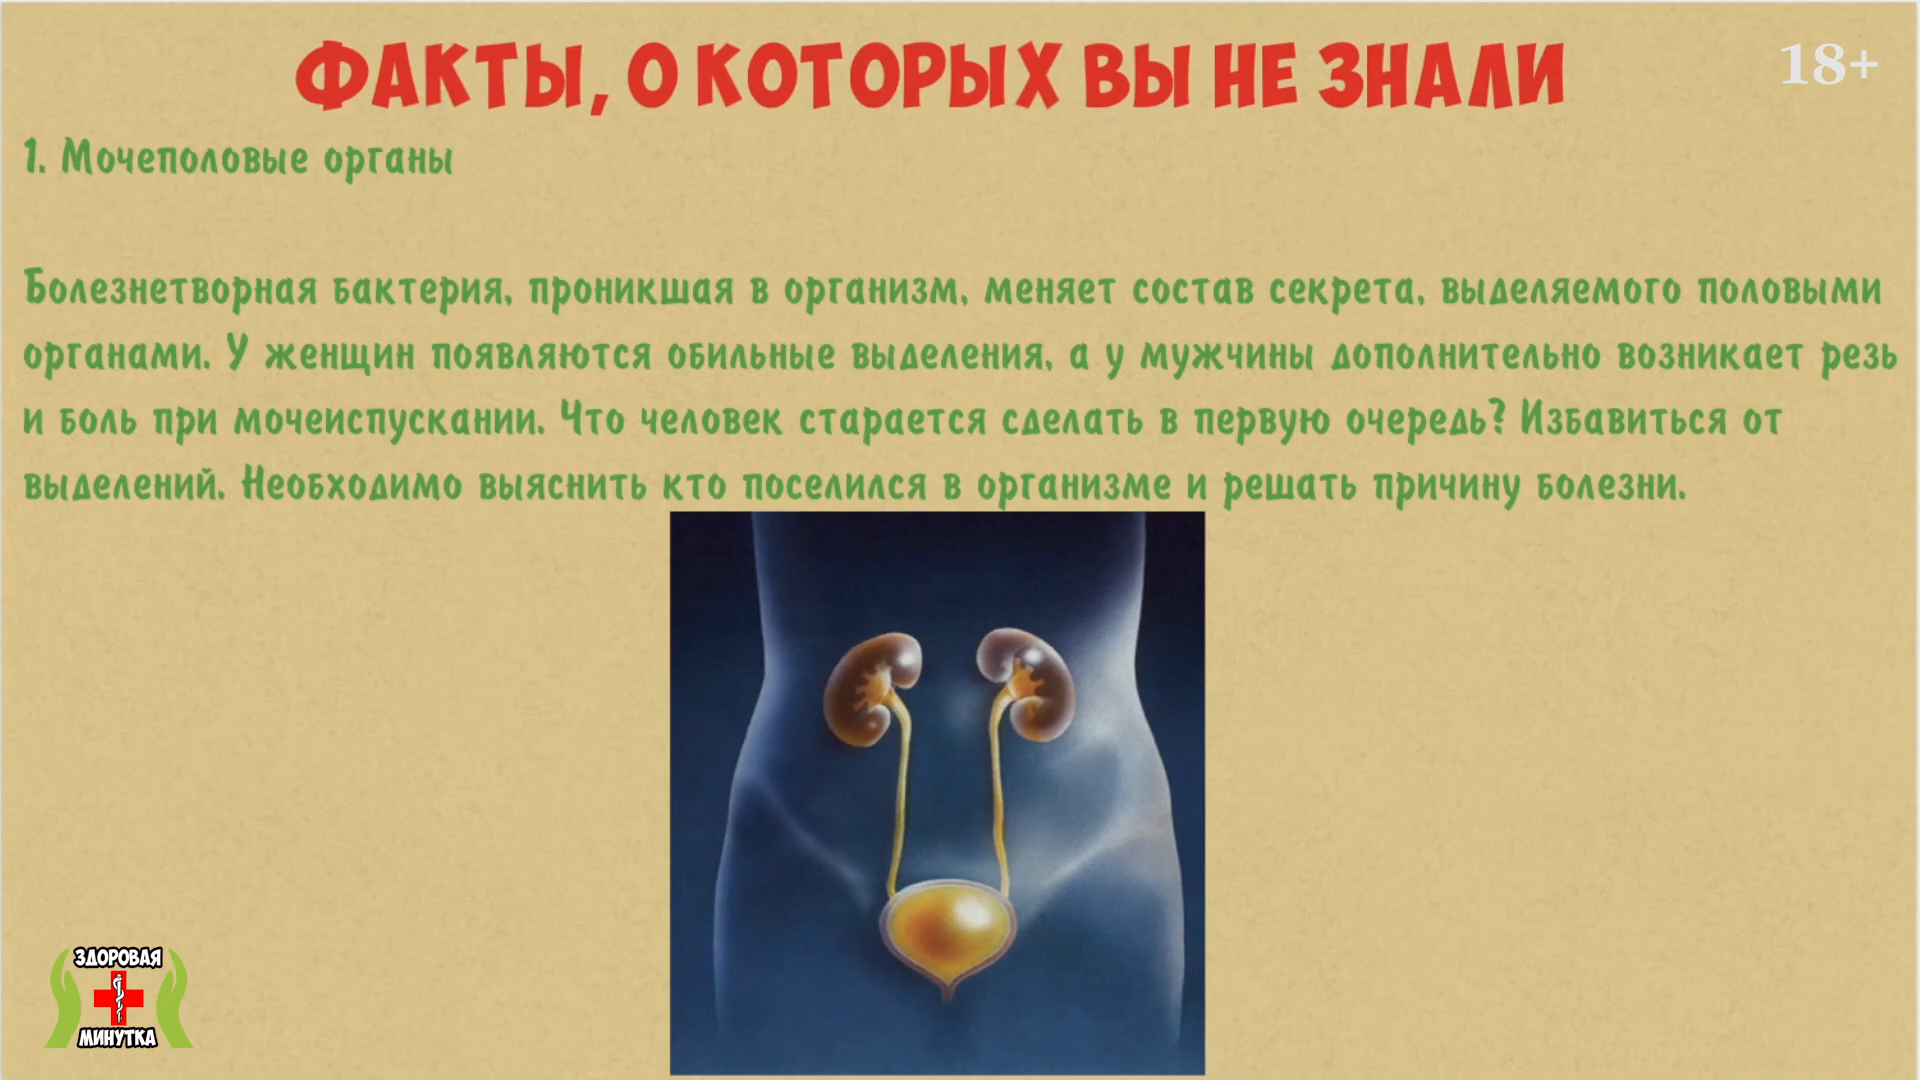 ФАКТЫ, О КОТОРЫХ ВЫ НЕ ЗНАЛИ
18+
1. Мочеполовые органы
Болезнетворная бактерия, проникшая в организм, меняет состав секрета, выделяемого половыми
органами. У женщин появляются обильные выделения, а у мужчины дополнительно возникает резь
и боль при мочеиспускании. Что человек старается сделать в первую очередь? Избавиться от
выделений. Необходимо выяснить кто поселился в организме и решать причину болезни.
ЗДОРОВАЯ
МИНУТКА